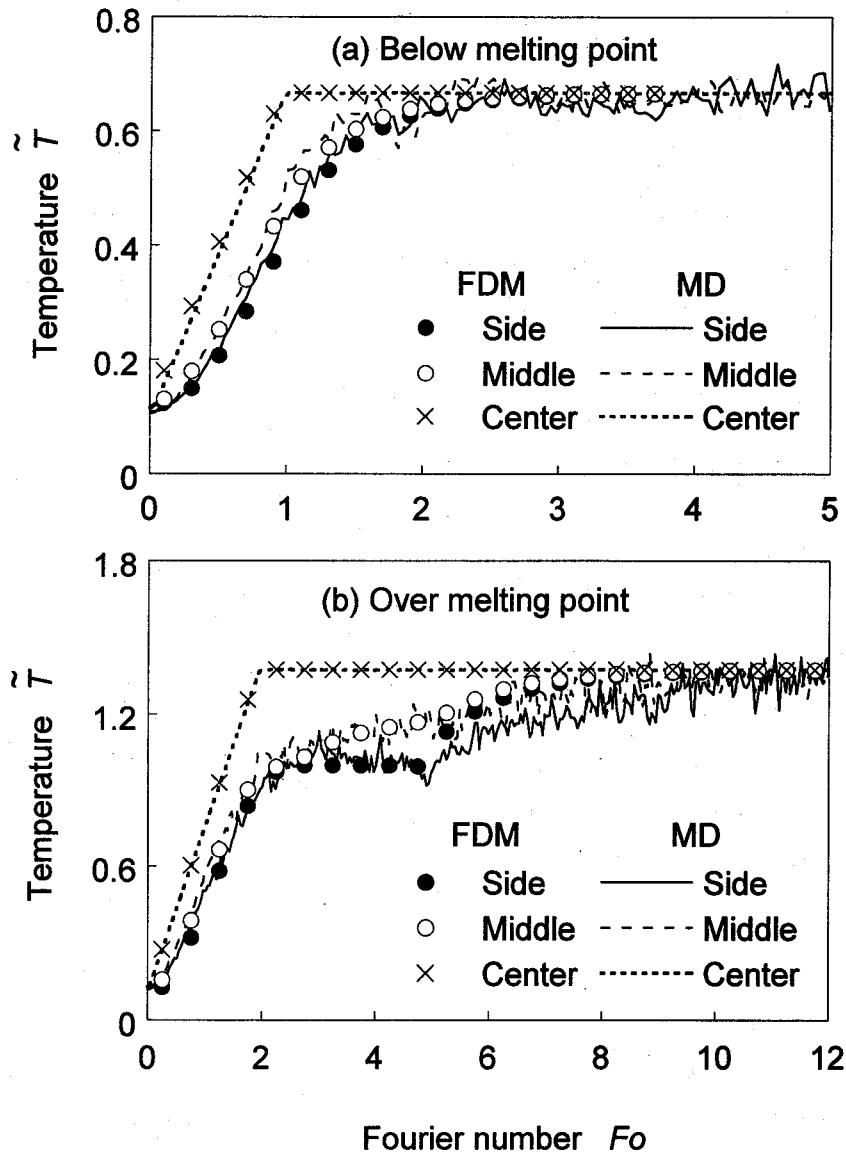 0.8
(a) Below melting point
0.6
0.4
0.2
0
Temperature T̃
FDM MD
Side Side
Middle Middle
Center Center
0 1 2 3 4 5
1.8
(b) Over melting point
1.2
0.6
0
Temperature T̃
FDM MD
Side Side
Middle Middle
Center Center
0 2 4 6 8 10 12
Fourier number Fo